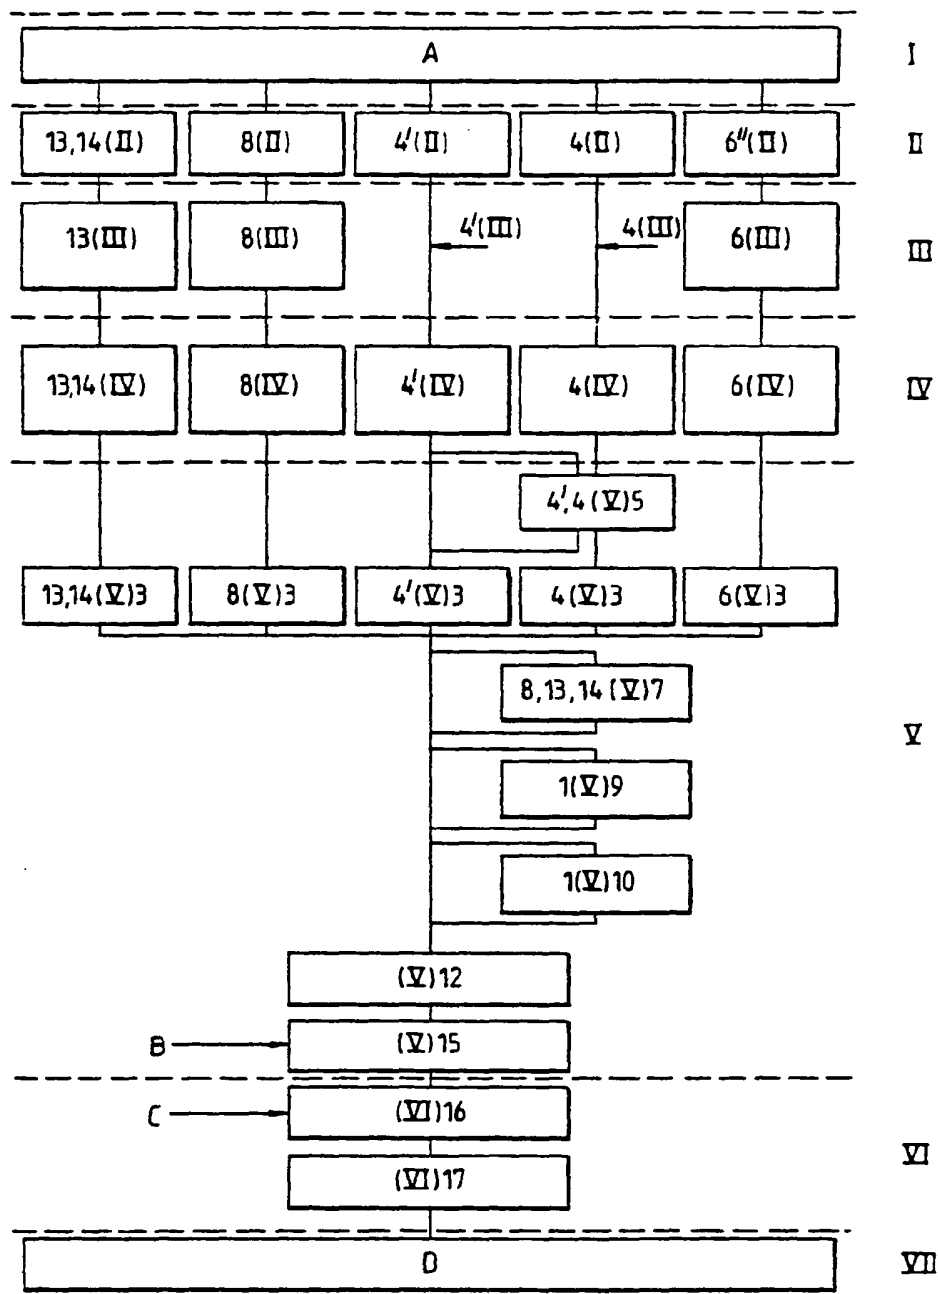 A I
13,14(II) 8(II) 4'(II) 4(II) 6"(II) II
13(III) 8(III) 4'(III) 4(III) 6(III) III
13,14(IV) 8(IV) 4'(IV) 4(IV) 6(IV) IV
4',4(V)5
13,14(V)3 8(V)3 4'(V)3 4(V)3 6(V)3
8,13,14(V)7
V
1(V)9
1(V)10
(V)12
B (V)15
C (VI)16
VI
(VI)17
D VII